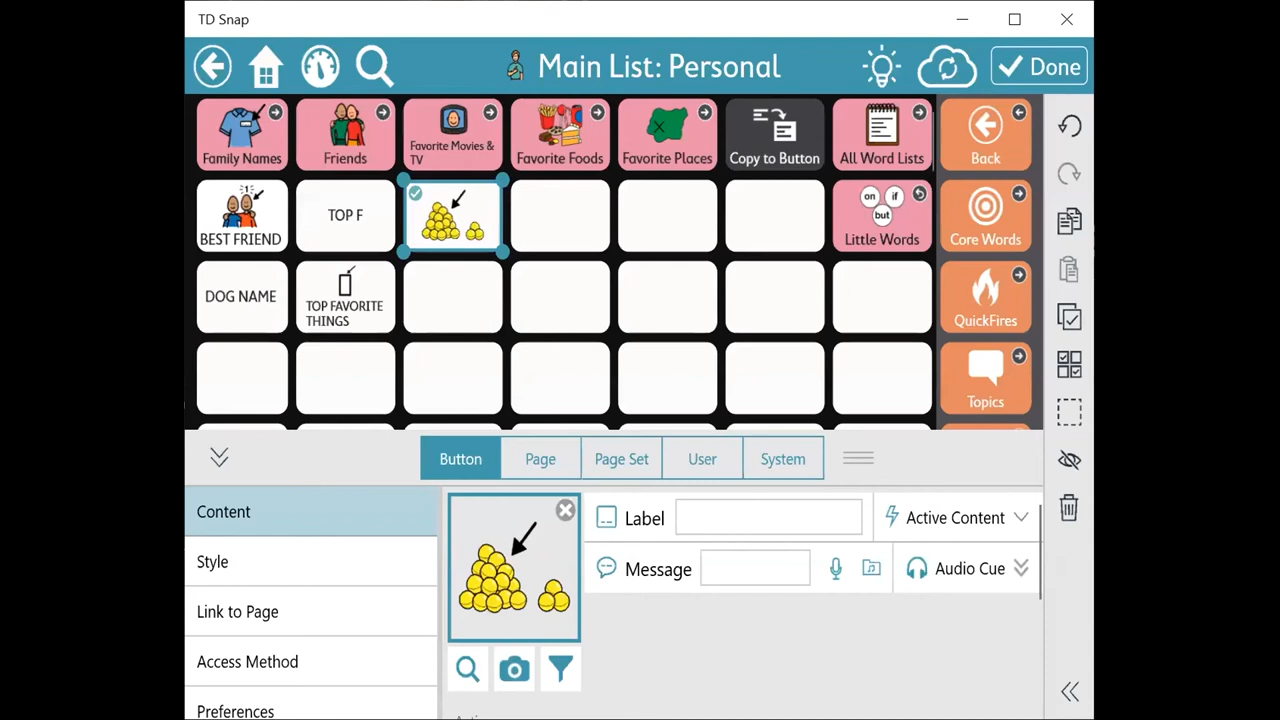 TD Snap
Main List: Personal
Done
Family Names
Friends
Favorite Movies &
TV
Favorite Foods
Favorite Places
Copy to Button
All Word Lists
Back
1
BEST FRIEND
TOP F
on
if
but
Little Words
Core Words
DOG NAME
TOP FAVORITE
THINGS
QuickFires
Topics
Button
Page
Page Set
User
System
Content
Label
Active Content
Style
Message
Audio Cue
Link to Page
Access Method
Preferences